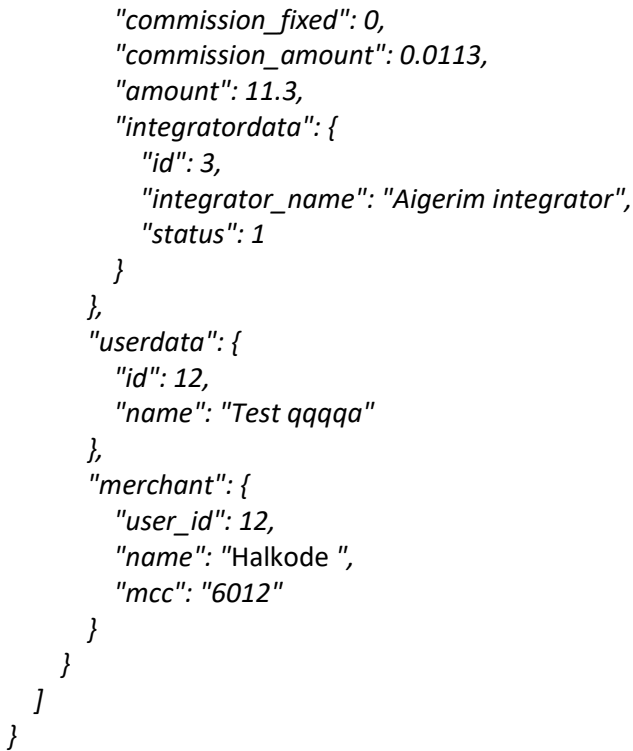 "commission_fixed": 0,
"commission_amount": 0.0113,
"amount": 11.3,
"integratordata": {
"id": 3,
"integrator_name": "Aigerim integrator",
"status": 1
}
},
"userdata": {
"id": 12,
"name": "Test qqqqa"
},
"merchant": {
"user_id": 12,
"name": "Halkode ",
"mcc": "6012"
}
}
]
}